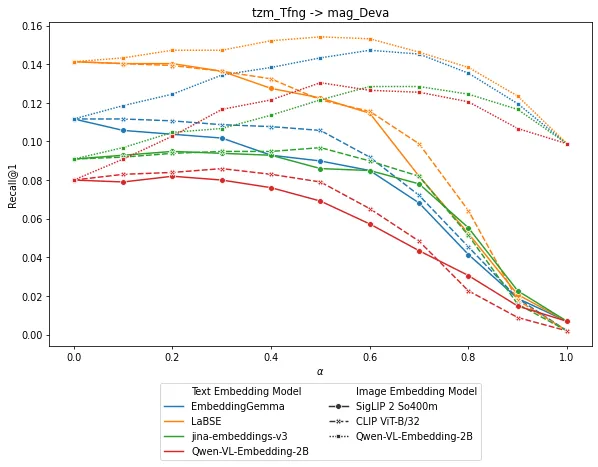 tzm_Tfng -> mag_Deva
0.16
0.14
0.12
0.10
0.08
0.06
0.04
0.02
0.00
Recall@1
0.0 0.2 0.4 0.6 0.8 1.0
α
Text Embedding Model Image Embedding Model
EmbeddingGemma SigLIP 2 So400m
LaBSE CLIP ViT-B/32
jina-embeddings-v3 Qwen-VL-Embedding-2B
Qwen-VL-Embedding-2B